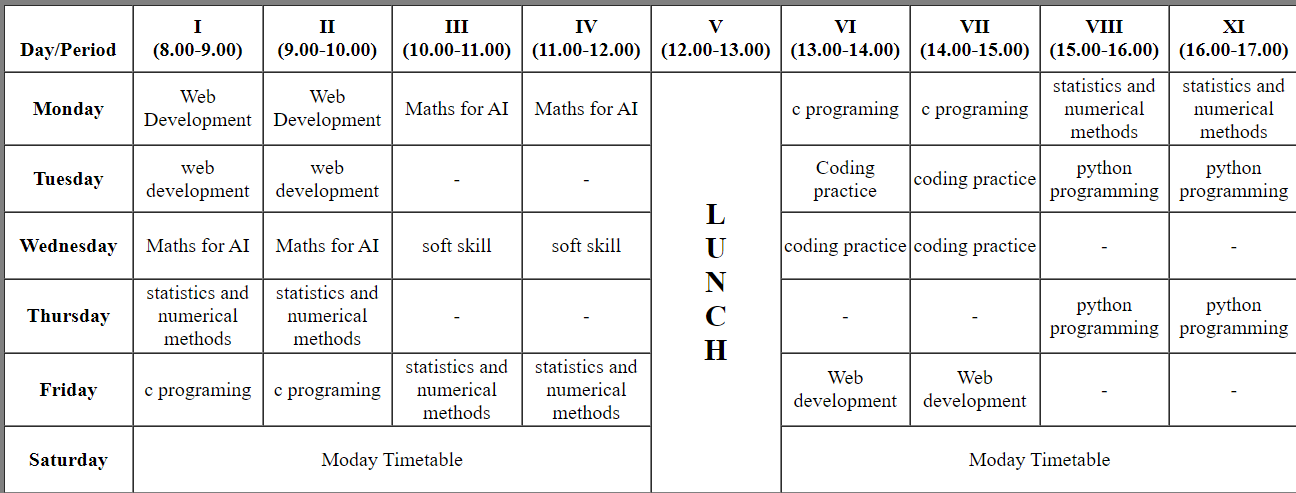 Day/Period
I
(8.00-9.00)
II
(9.00-10.00)
III
(10.00-11.00)
IV
(11.00-12.00)
V
(12.00-13.00)
VI
(13.00-14.00)
VII
(14.00-15.00)
VIII
(15.00-16.00)
XI
(16.00-17.00)
Monday
Web
Development
Web
Development
Maths for AI
Maths for AI
L
U
N
C
H
c programing
c programing
statistics and
numerical
methods
statistics and
numerical
methods
Tuesday
web
development
web
development
-
-
Coding
practice
coding practice
python
programming
python
programming
Wednesday
Maths for AI
Maths for AI
soft skill
soft skill
coding practice
coding practice
-
-
Thursday
statistics and
numerical
methods
statistics and
numerical
methods
-
-
-
-
python
programming
python
programming
Friday
c programing
c programing
statistics and
numerical
methods
statistics and
numerical
methods
Web
development
Web
development
-
-
Saturday
Moday Timetable
Moday Timetable